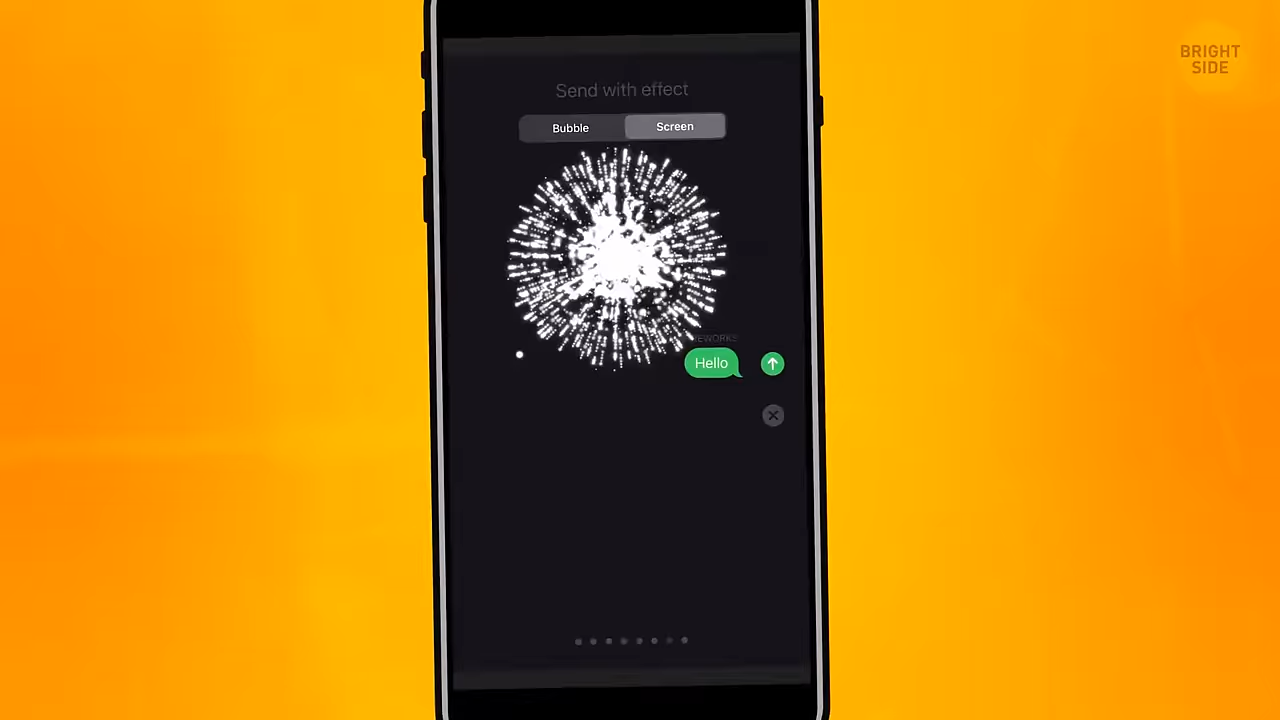 BRIGHT
SIDE
Send with effect
Bubble
Screen
Hello